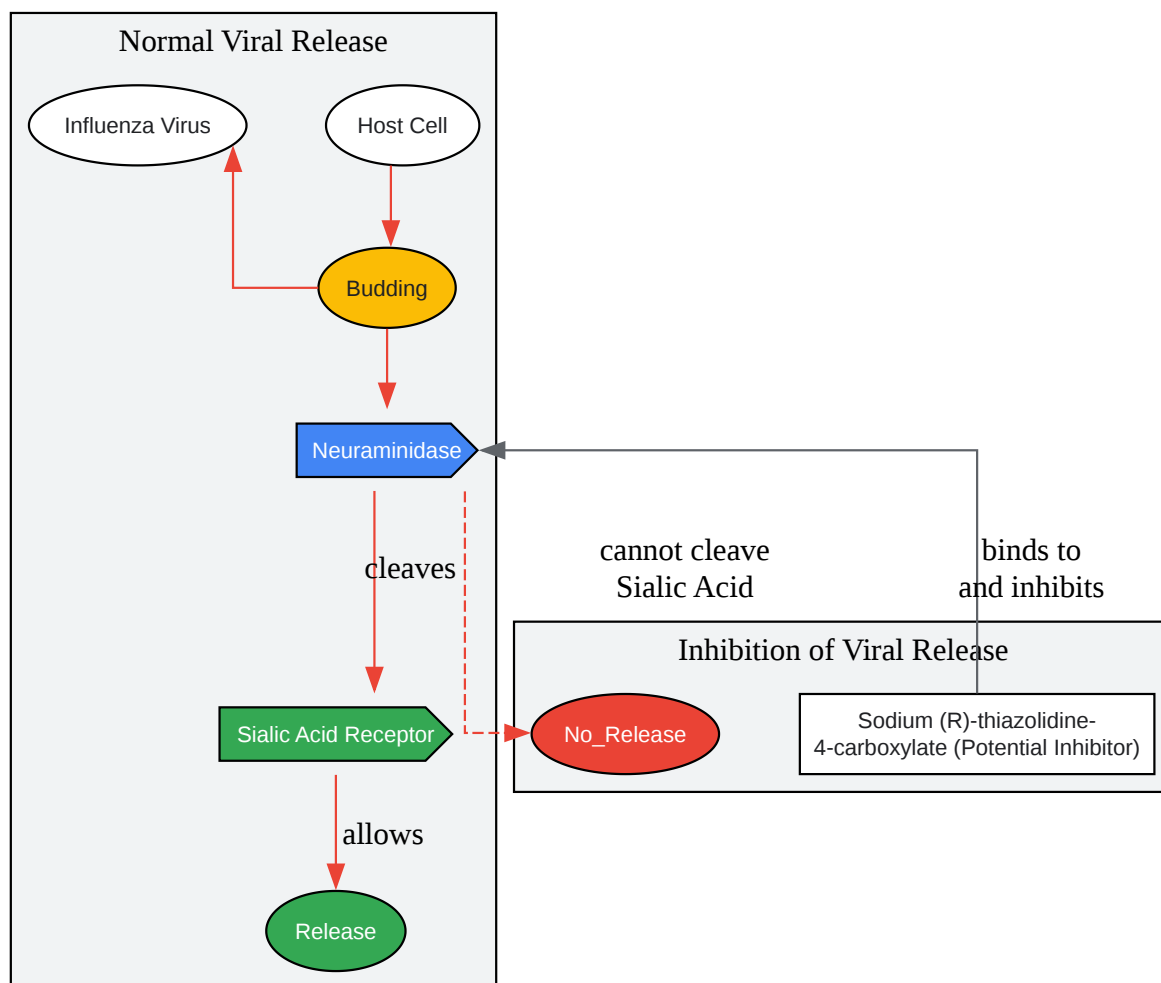 Normal Viral Release
Influenza Virus
Host Cell
Budding
Neuraminidase
cleaves
cannot cleave
Sialic Acid
binds to
and inhibits
Inhibition of Viral Release
Sialic Acid Receptor
No_Release
Sodium (R)-thiazolidine-
4-carboxylate (Potential Inhibitor)
allows
Release